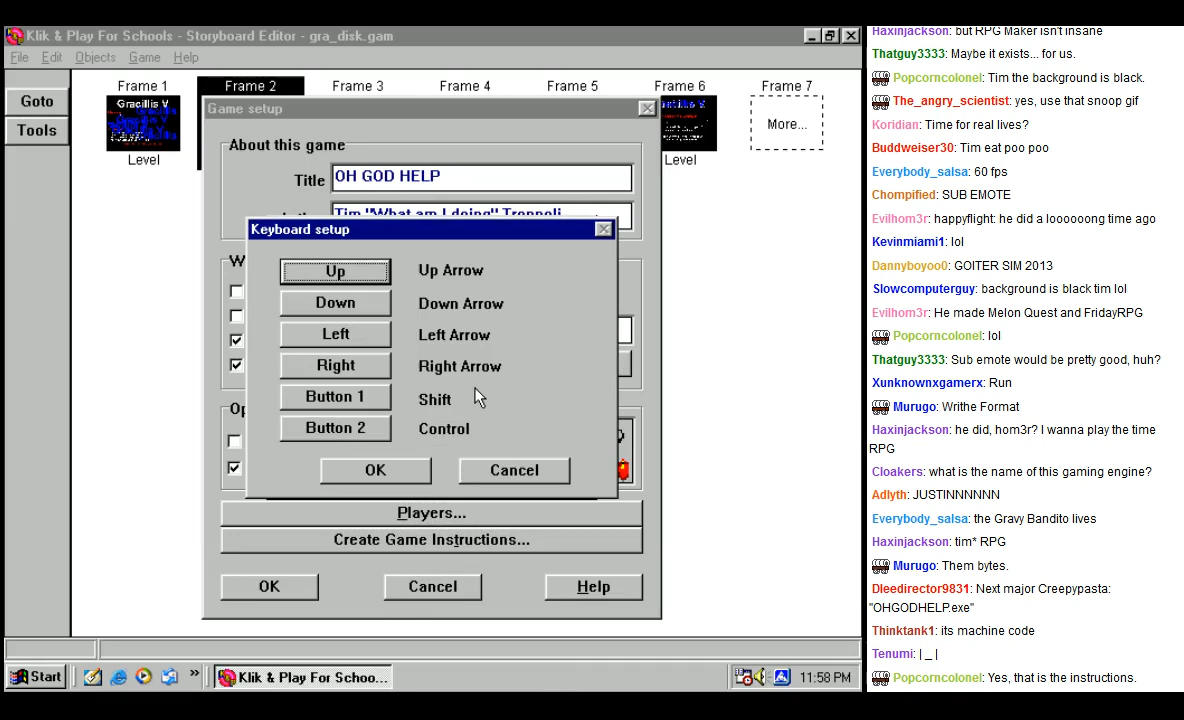 Klik & Play For Schools - Storyboard Editor - gra_disk.gam
File Edit Objects Game Help
Goto
Tools
Frame 1 Frame 2 Frame 3 Frame 4 Frame 5 Frame 6 Frame 7
Gracillis V
More...
Level Level
Game setup
About this game
Title OH GOD HELP
Tim "What am I doing" Troppoli
Keyboard setup
Up Up Arrow
Down Down Arrow
Left Left Arrow
Right Right Arrow
Button 1 Shift
Button 2 Control
OK Cancel
Players...
Create Game Instructions...
OK Cancel Help
Start » Klik & Play For Schoo... 11:58 PM
Haxinjackson: but RPG Maker isn't insane
Thatguy3333: Maybe it exists... for us.
Popcorncolonel: Tim the background is black.
The_angry_scientist: yes, use that snoop gif
Koridian: Time for real lives?
Buddweiser30: Tim eat poo poo
Everybody_salsa: 60 fps
Chompified: SUB EMOTE
Evilhom3r: happyflight: he did a loooooong time ago
Kevinmiami1: lol
Dannyboyoo0: GOITER SIM 2013
Slowcomputerguy: background is black tim lol
Evilhom3r: He made Melon Quest and FridayRPG
Popcorncolonel: lol
Thatguy3333: Sub emote would be pretty good, huh?
Xunknownxgamerx: Run
Murugo: Writhe Format
Haxinjackson: he did, hom3r? I wanna play the time
RPG
Cloakers: what is the name of this gaming engine?
Adlyth: JUSTINNNNNN
Everybody_salsa: the Gravy Bandito lives
Haxinjackson: tim* RPG
Murugo: Them bytes.
Dleedirector9831: Next major Creepypasta:
"OHGODHELP.exe"
Thinktank1: its machine code
Tenumi: | _ |
Popcorncolonel: Yes, that is the instructions.